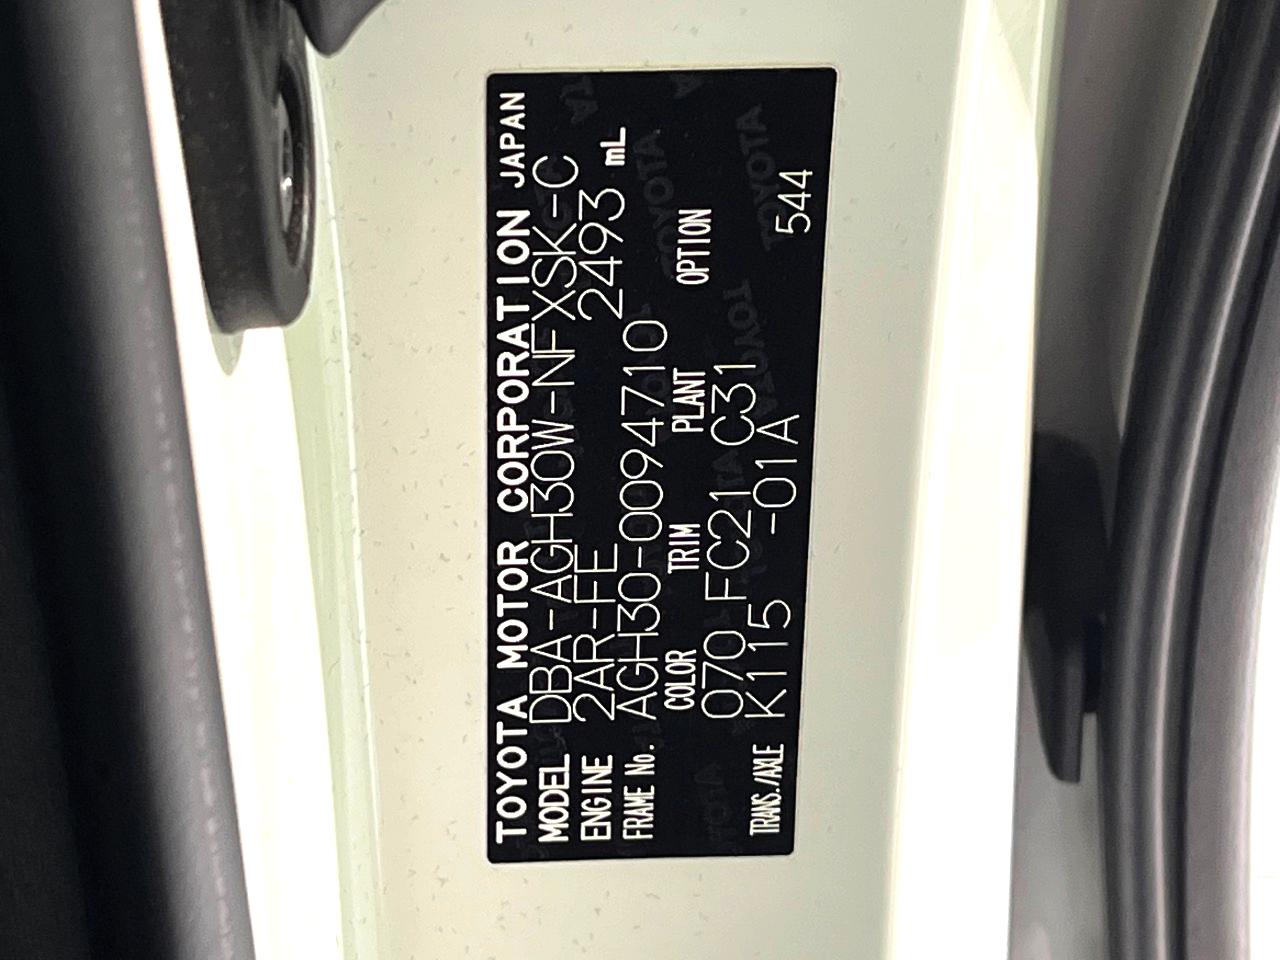 TOYOTA MOTOR CORPORATION JAPAN
MODEL DBA-AGH30W-NFXSK-C
ENGINE 2AR-FE 2493 mL
FRAME No. AGH30-0094710
COLOR TRIM PLANT OPTION
070 FC21 C31
TRANS./AXLE K115 -01A 544